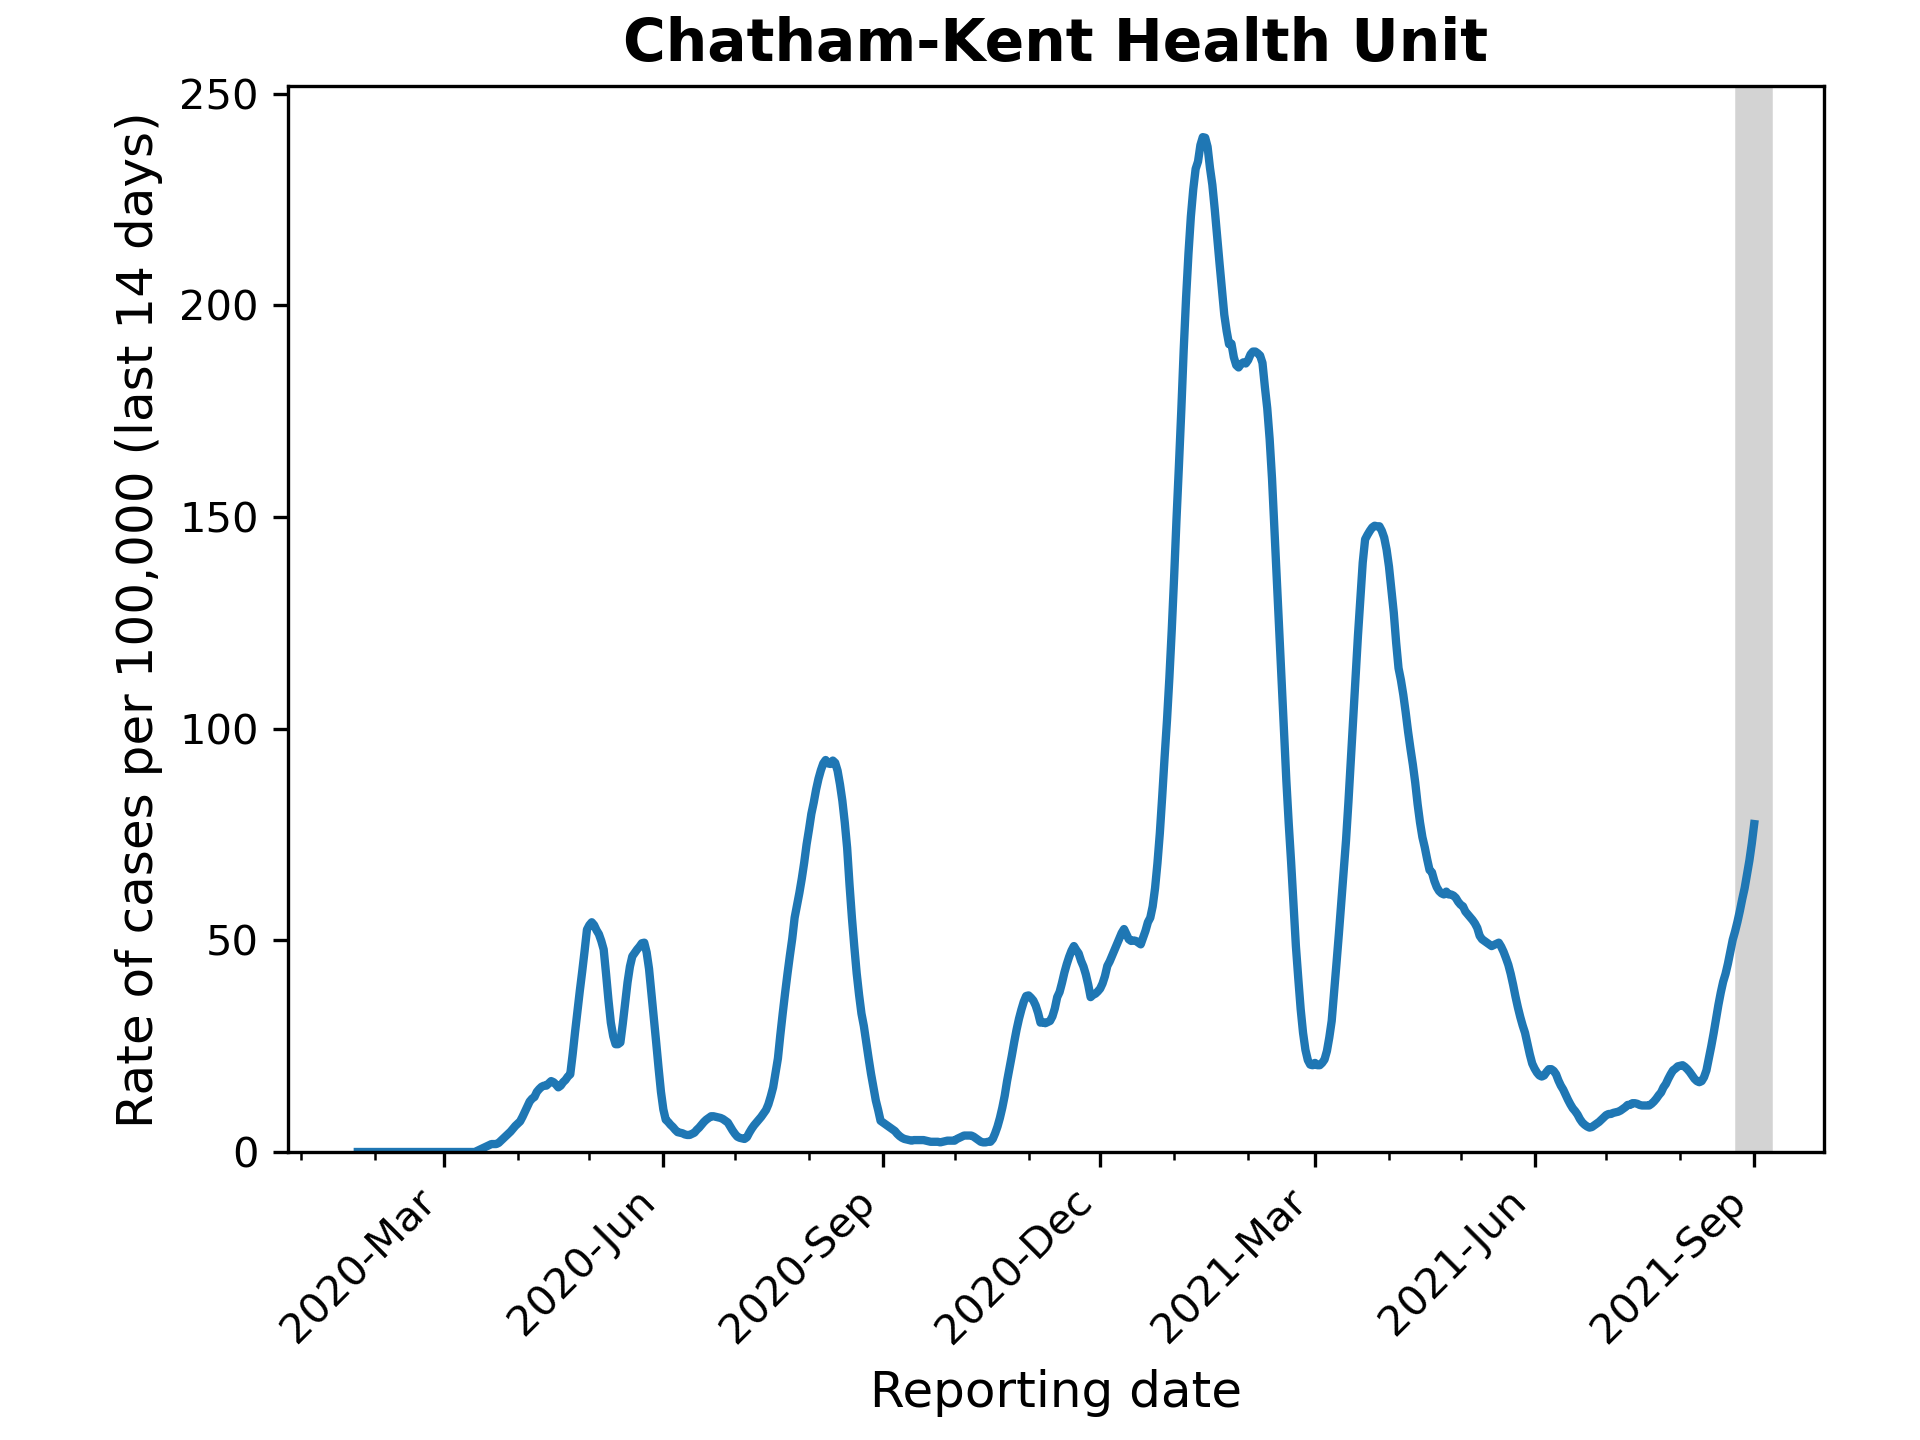 Chatham-Kent Health Unit
Rate of cases per 100,000 (last 14 days)
250
200
150
100
50
0
2020-Mar
2020-Jun
2020-Sep
2020-Dec
2021-Mar
2021-Jun
2021-Sep
Reporting date